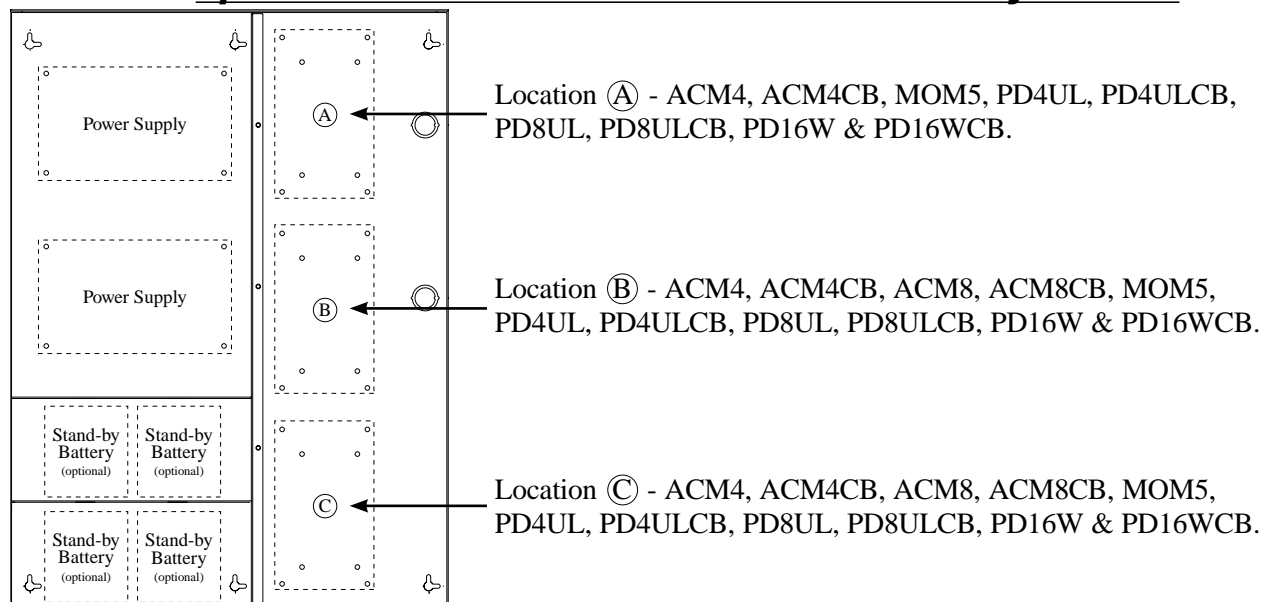 Power Supply
Power Supply
Stand-by
Battery
(optional)
Stand-by
Battery
(optional)
Stand-by
Battery
(optional)
Stand-by
Battery
(optional)
Ⓐ
Ⓑ
Ⓒ
Location Ⓐ - ACM4, ACM4CB, MOM5, PD4UL, PD4ULCB,
PD8UL, PD8ULCB, PD16W & PD16WCB.
Location Ⓑ - ACM4, ACM4CB, ACM8, ACM8CB, MOM5,
PD4UL, PD4ULCB, PD8UL, PD8ULCB, PD16W & PD16WCB.
Location Ⓒ - ACM4, ACM4CB, ACM8, ACM8CB, MOM5,
PD4UL, PD4ULCB, PD8UL, PD8ULCB, PD16W & PD16WCB.